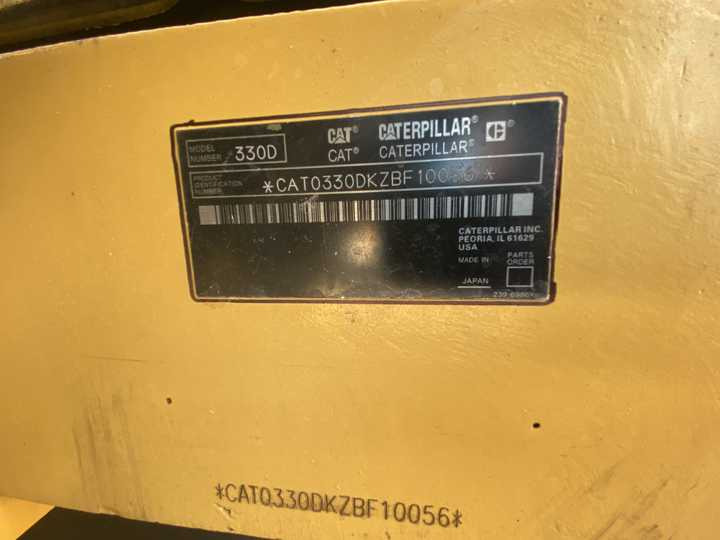 MODEL NUMBER 330D
CAT® CATERPILLAR® C®
CAT® CATERPILLAR®
PRODUCT IDENTIFICATION NUMBER *CAT0330DKZBF10056*
CATERPILLAR INC.
PEORIA, IL 61629
USA
MADE IN PARTS ORDER
JAPAN
*CAT0330DKZBF10056*